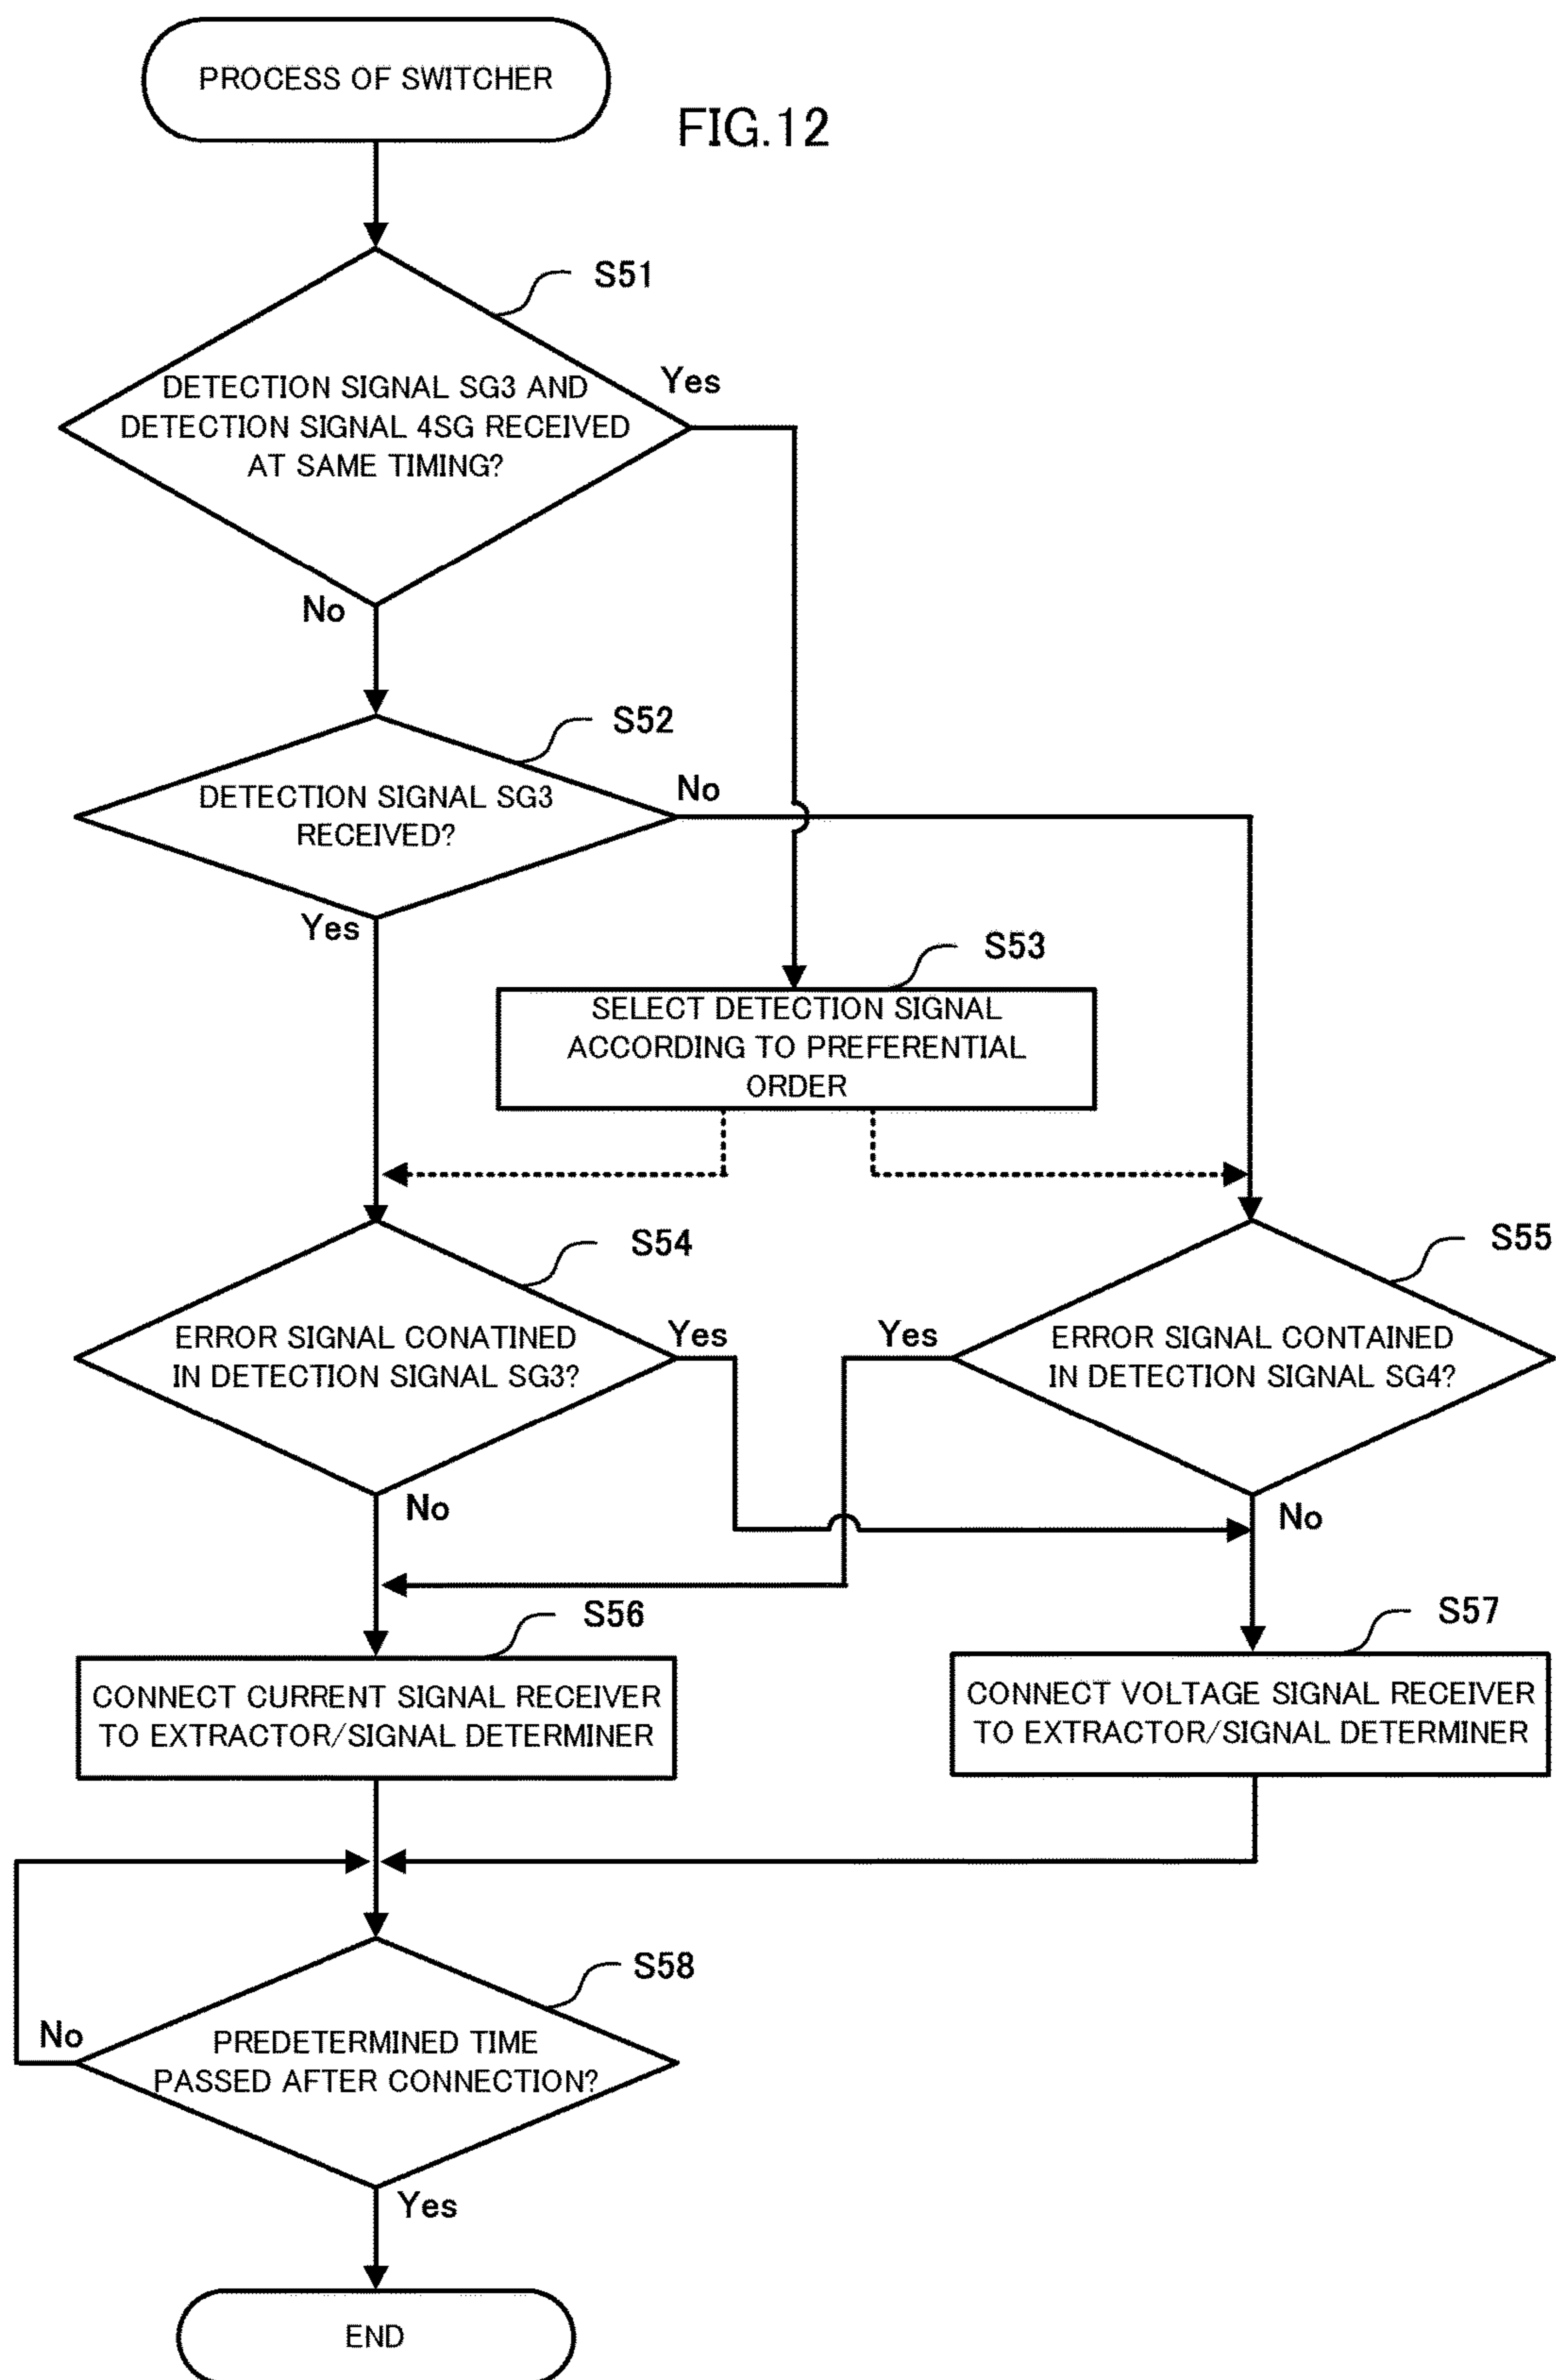 PROCESS OF SWITCHER
FIG.12
S51
DETECTION SIGNAL SG3 AND
DETECTION SIGNAL 4SG RECEIVED
AT SAME TIMING?
Yes
No
S52
DETECTION SIGNAL SG3
RECEIVED?
No
Yes
S53
SELECT DETECTION SIGNAL
ACCORDING TO PREFERENTIAL
ORDER
S54
ERROR SIGNAL CONATINED
IN DETECTION SIGNAL SG3?
Yes
No
S55
ERROR SIGNAL CONTAINED
IN DETECTION SIGNAL SG4?
Yes
No
S56
CONNECT CURRENT SIGNAL RECEIVER
TO EXTRACTOR/SIGNAL DETERMINER
S57
CONNECT VOLTAGE SIGNAL RECEIVER
TO EXTRACTOR/SIGNAL DETERMINER
S58
PREDETERMINED TIME
PASSED AFTER CONNECTION?
No
Yes
END